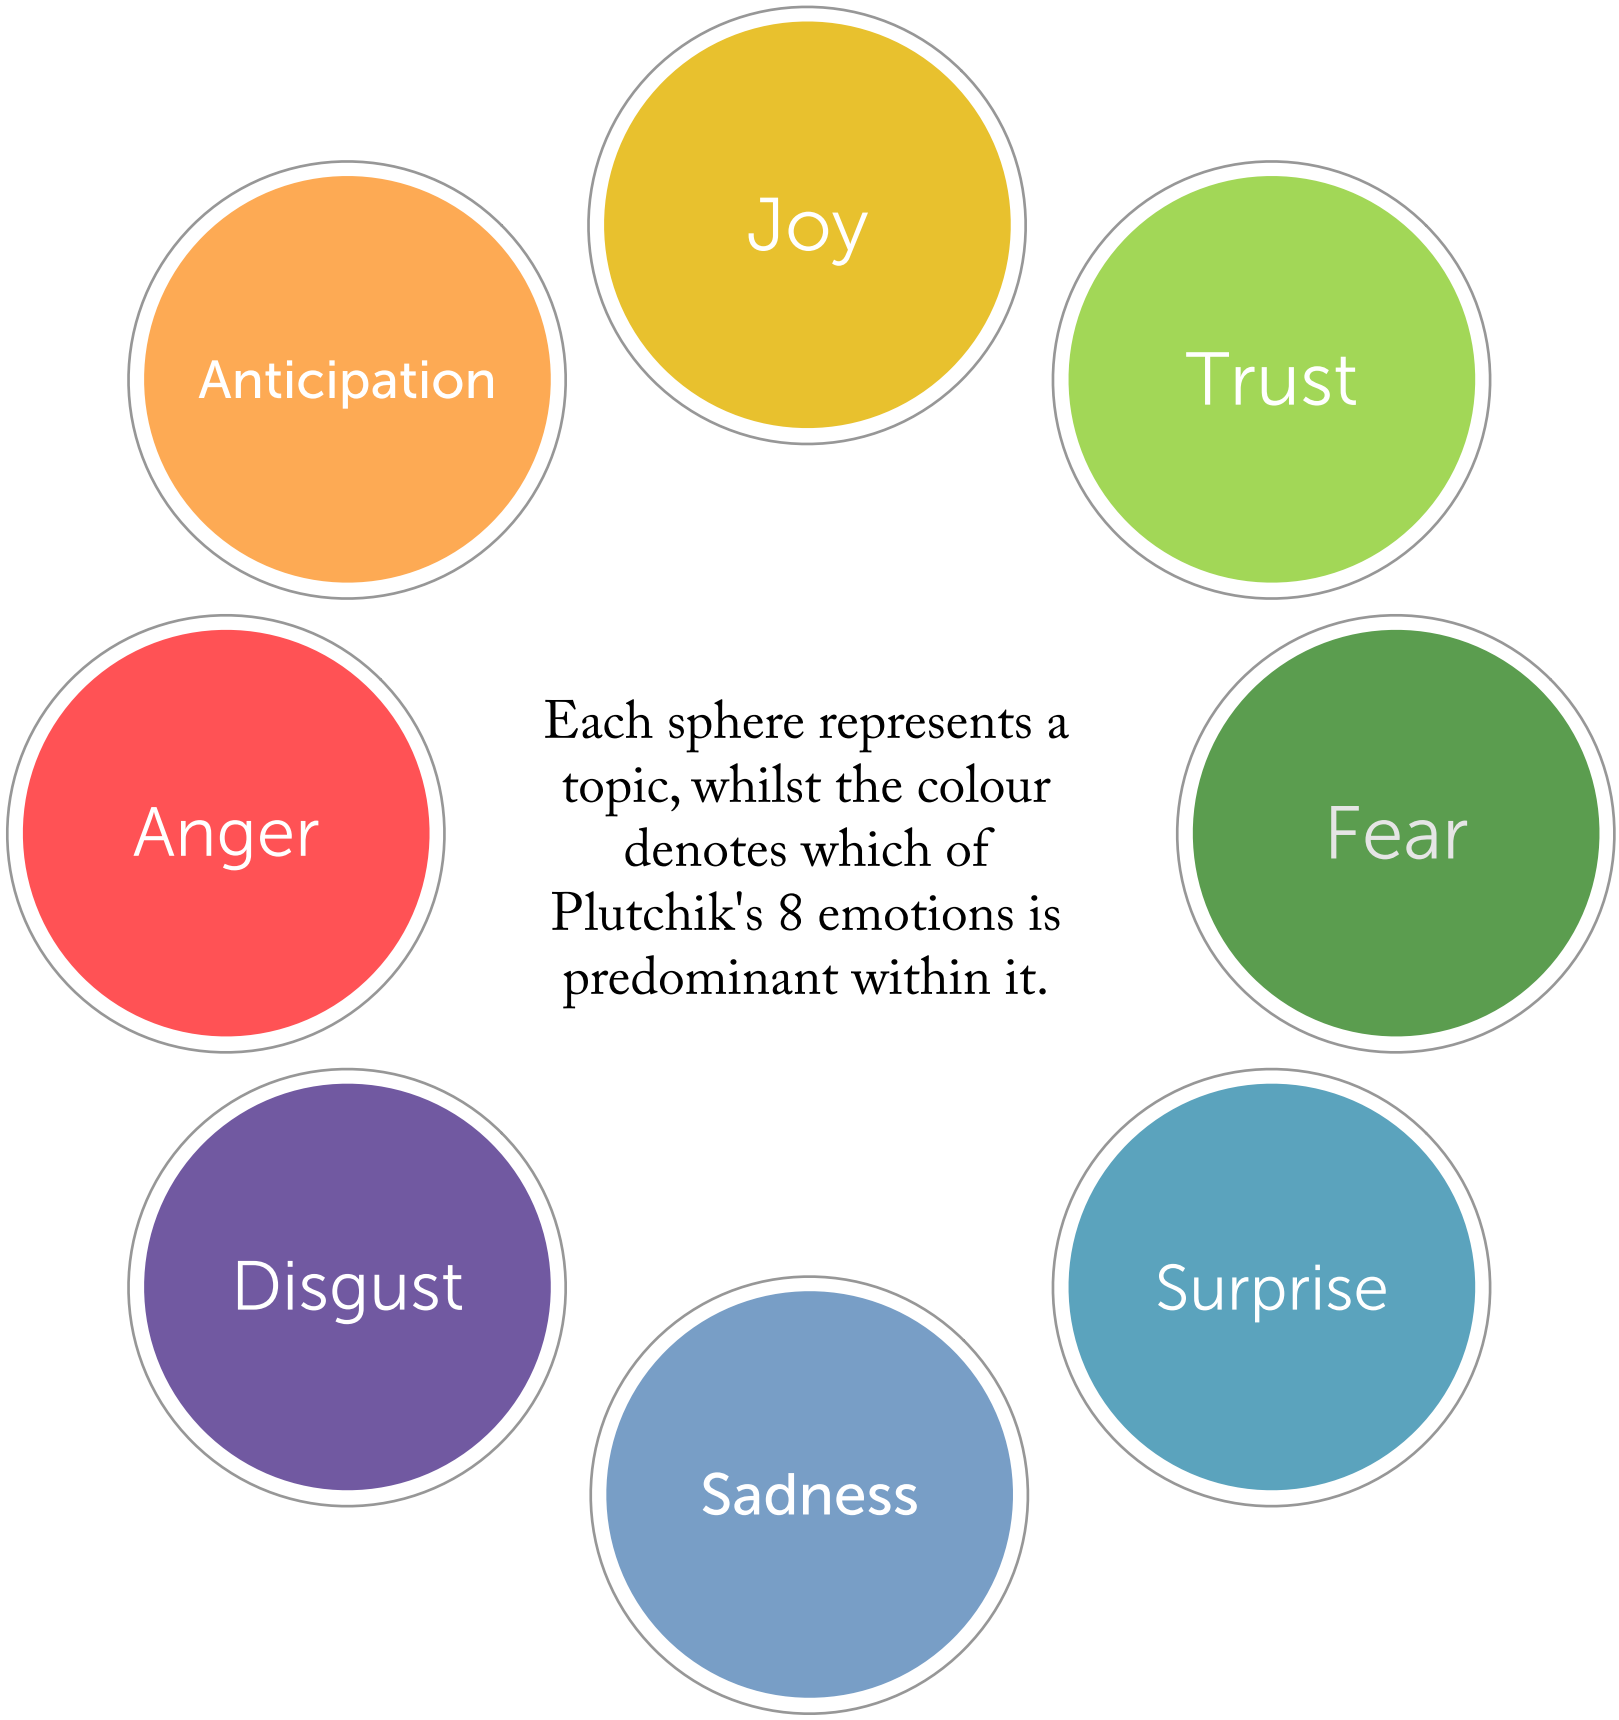 Joy
Anticipation
Trust
Anger
Each sphere represents a
topic, whilst the colour
denotes which of
Plutchik's 8 emotions is
predominant within it.
Fear
Disgust
Surprise
Sadness